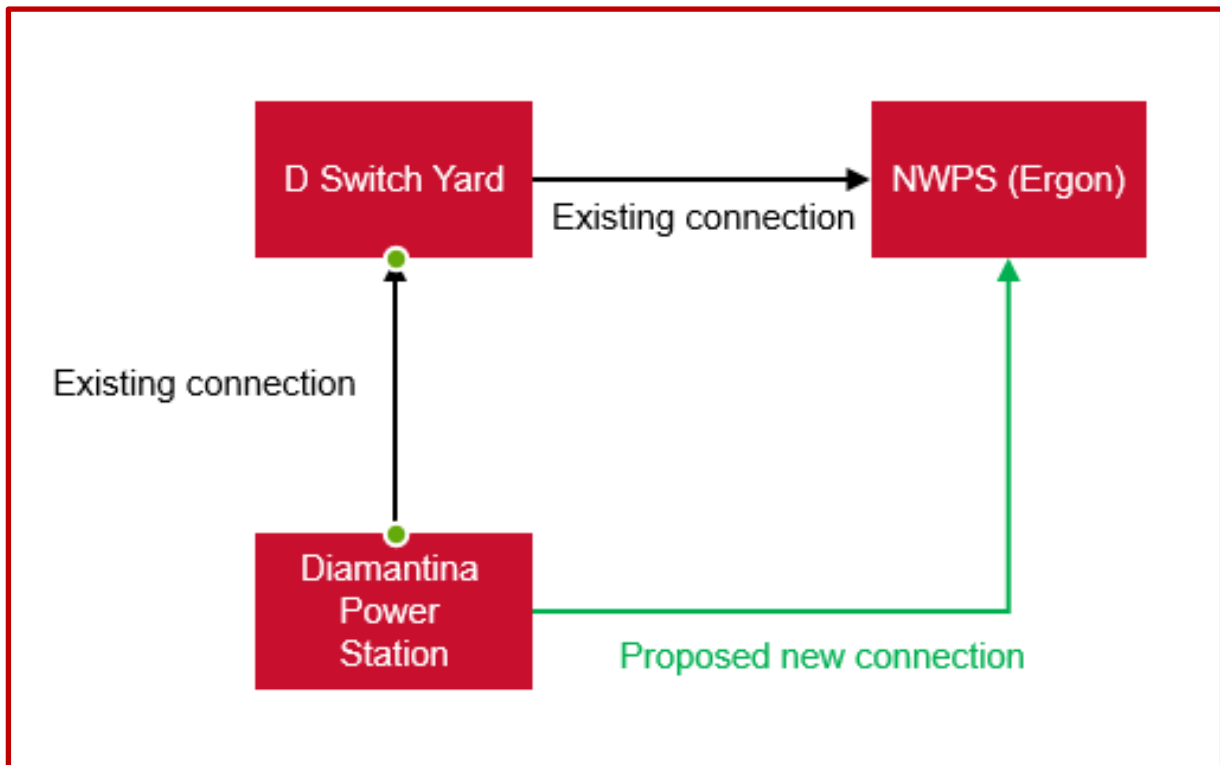 D Switch Yard
NWPS (Ergon)
Existing connection
Existing connection
Diamantina
Power
Station
Proposed new connection